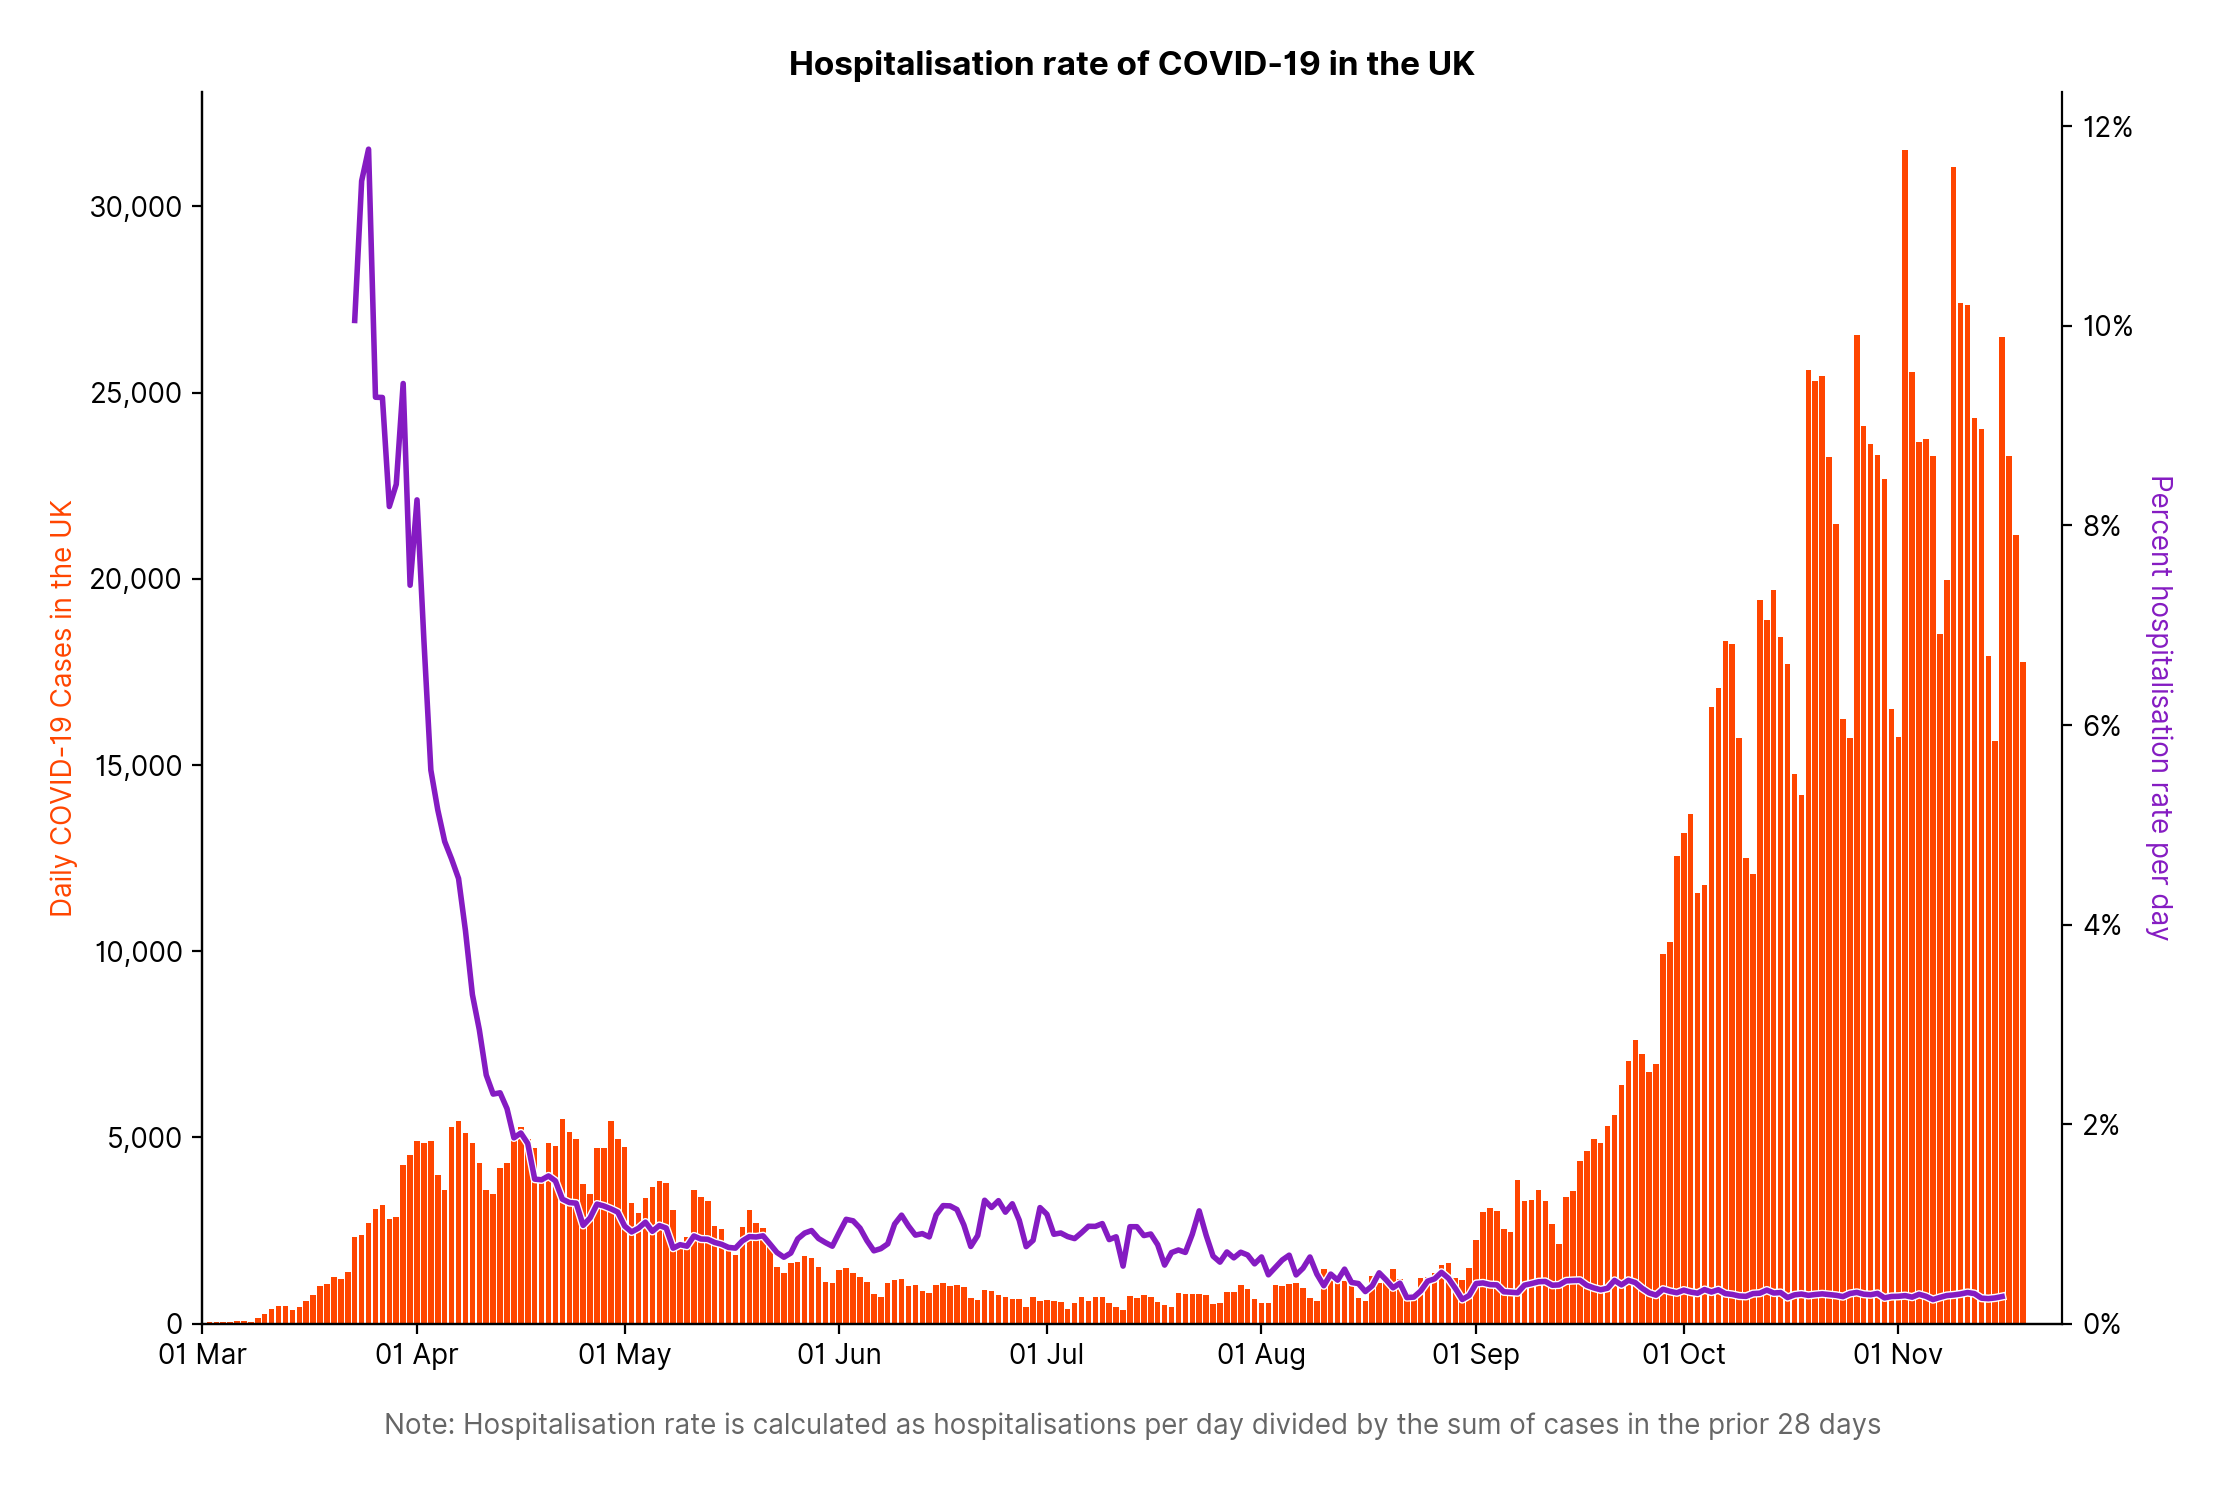 Hospitalisation rate of COVID-19 in the UK
Daily COVID-19 Cases in the UK
30,000
25,000
20,000
15,000
10,000
5,000
0
12%
10%
8%
6%
4%
2%
0%
Percent hospitalisation rate per day
01 Mar
01 Apr
01 May
01 Jun
01 Jul
01 Aug
01 Sep
01 Oct
01 Nov
Note: Hospitalisation rate is calculated as hospitalisations per day divided by the sum of cases in the prior 28 days